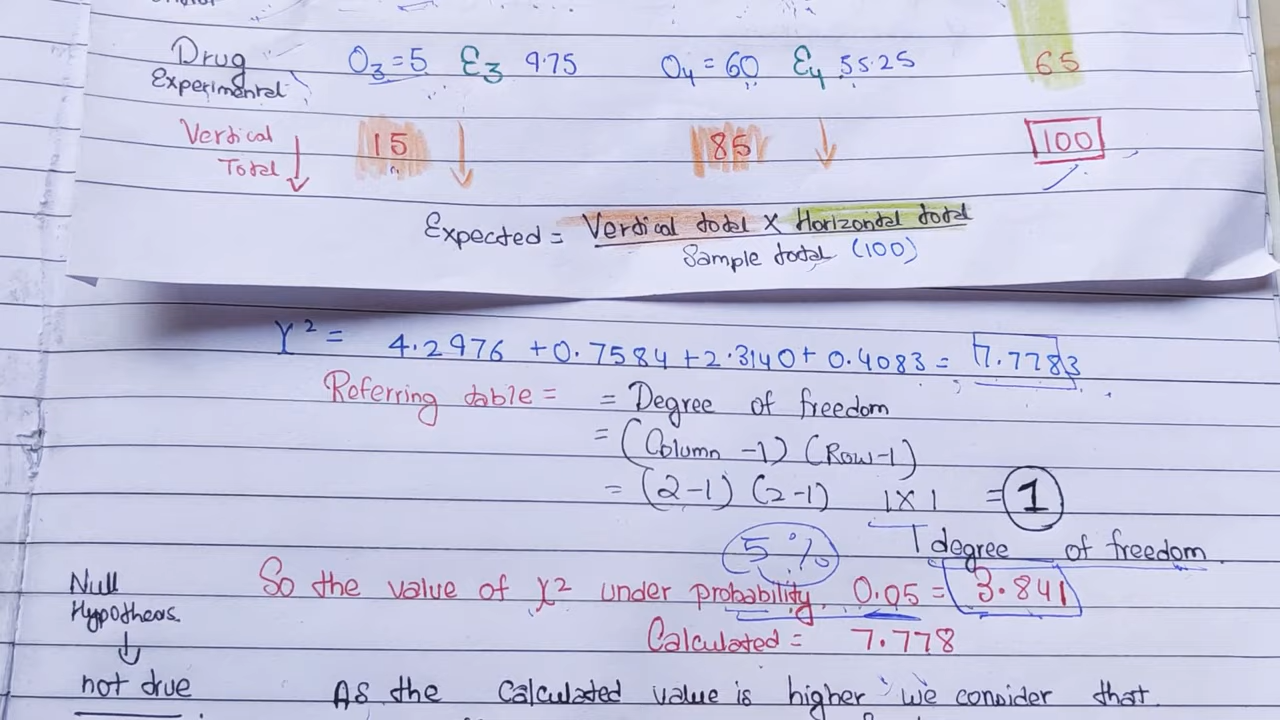 Drug O3 = 5 E3 9.75 O4 = 60 E4 55.25 65
Experimental
Vertical 15 85 100
Total
Expected = Vertical total X Horizontal total
Sample total (100)
χ² = 4.2976 + 0.7584 + 2.3140 + 0.4083 = 7.7783
Referring table = = Degree of freedom
= (Column -1) (Row-1)
= (2-1) (2-1) 1X1 = 1
5% 1 degree of freedom
Null So the value of χ2 under probability 0.05 = 3.841
Hypothesis.
Calculated = 7.778
not true As the Calculated value is higher we consider that